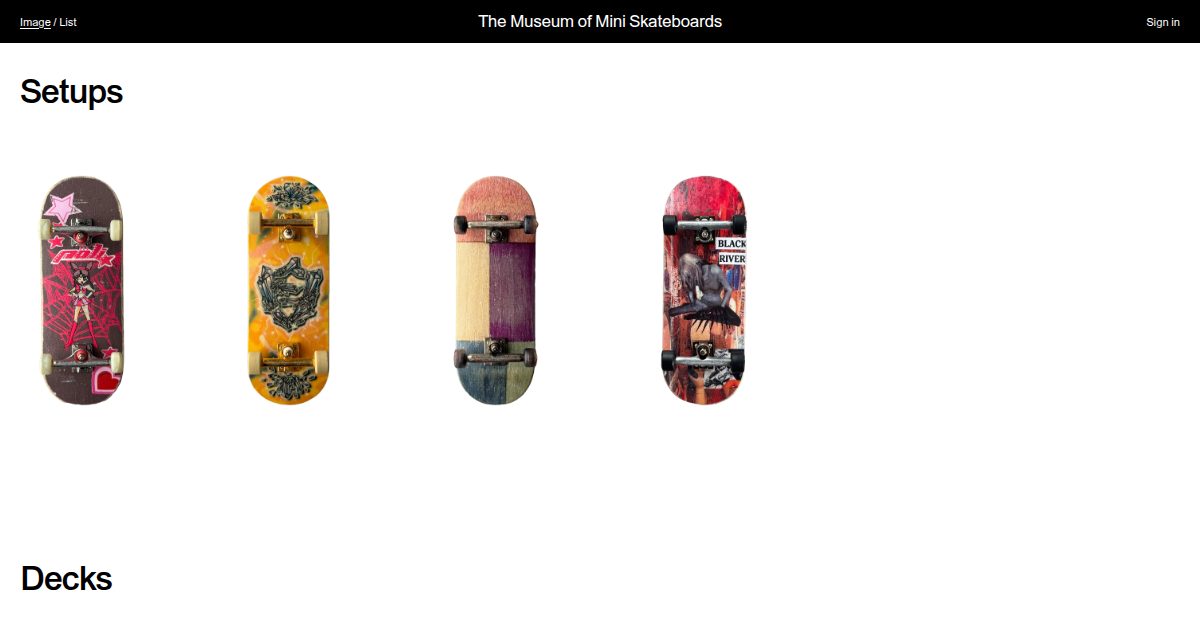 Image / List
The Museum of Mini Skateboards
Sign in
Setups
BLACK
RIVER
Decks